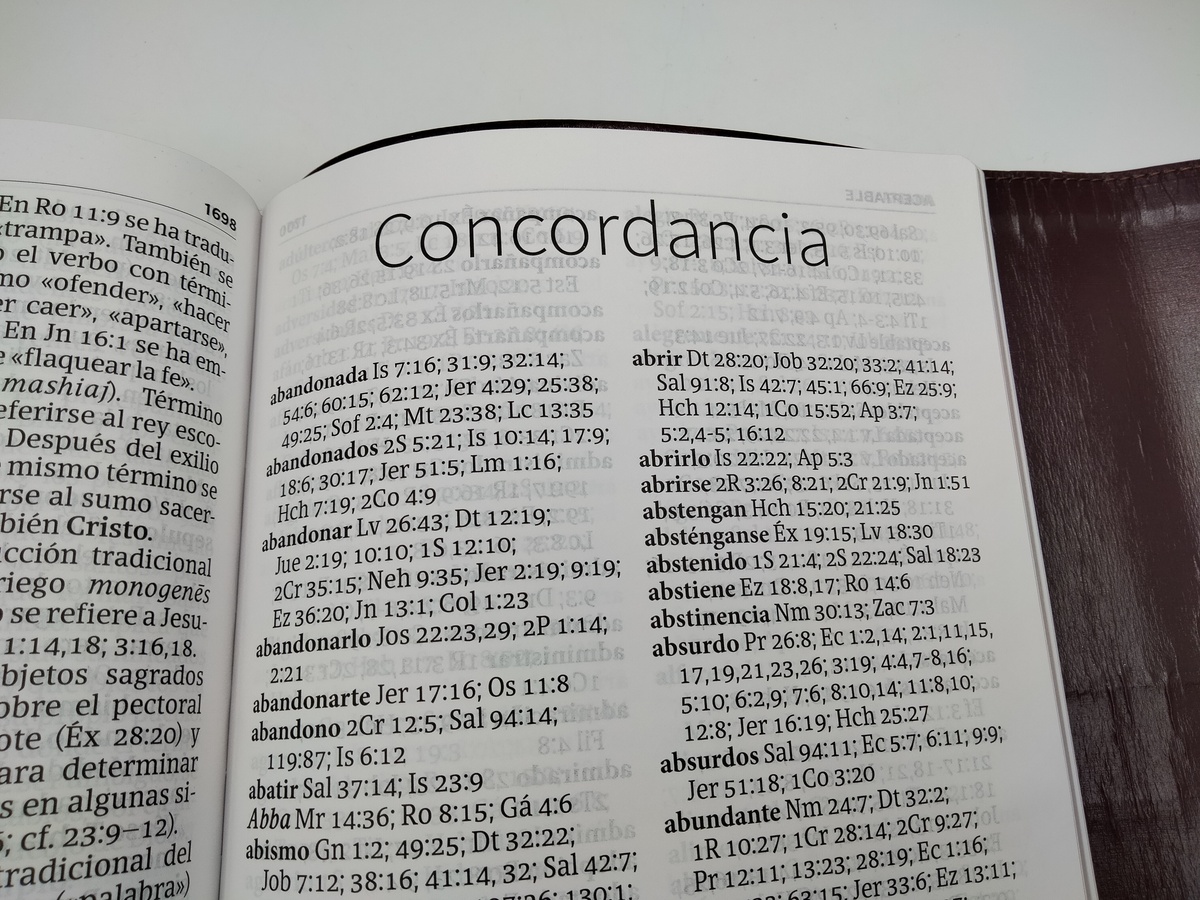 1698
En Ro 11:9 se ha tradu-
«trampa». También se
el verbo con térmi-
mo «ofender», «hacer
er caer», «apartarse»,
En Jn 16:1 se ha em-
e «flaquear la fe».
mashiaj). Término
eferirse al rey esco-
Después del exilio
mismo término se
rse al sumo sacer-
bién Cristo.
cción tradicional
riego monogenēs
o se refiere a Jesu-
1:14,18; 3:16,18.
bjetos sagrados
obre el pectoral
ote (Éx 28:20) y
ara determinar
s en algunas si-
; cf. 23:9–12).
tradicional del
(«palabra»)
Concordancia
abandonada Is 7:16; 31:9; 32:14;
54:6; 60:15; 62:12; Jer 4:29; 25:38;
49:25; Sof 2:4; Mt 23:38; Lc 13:35
abandonados 2S 5:21; Is 10:14; 17:9;
18:6; 30:17; Jer 51:5; Lm 1:16;
Hch 7:19; 2Co 4:9
abandonar Lv 26:43; Dt 12:19;
Jue 2:19; 10:10; 1S 12:10;
2Cr 35:15; Neh 9:35; Jer 2:19; 9:19;
Ez 36:20; Jn 13:1; Col 1:23
abandonarlo Jos 22:23,29; 2P 1:14;
2:21
abandonarte Jer 17:16; Os 11:8
abandono 2Cr 12:5; Sal 94:14;
119:87; Is 6:12
abatir Sal 37:14; Is 23:9
Abba Mr 14:36; Ro 8:15; Gá 4:6
abismo Gn 1:2; 49:25; Dt 32:22;
Job 7:12; 38:16; 41:14, 32; Sal 42:7;
130:1;
abrir Dt 28:20; Job 32:20; 33:2; 41:14;
Sal 91:8; Is 42:7; 45:1; 66:9; Ez 25:9;
Hch 12:14; 1Co 15:52; Ap 3:7;
5:2,4-5; 16:12
abrirlo Is 22:22; Ap 5:3
abrirse 2R 3:26; 8:21; 2Cr 21:9; Jn 1:51
abstengan Hch 15:20; 21:25
absténganse Éx 19:15; Lv 18:30
abstenido 1S 21:4; 2S 22:24; Sal 18:23
abstiene Ez 18:8,17; Ro 14:6
abstinencia Nm 30:13; Zac 7:3
absurdo Pr 26:8; Ec 1:2,14; 2:1,11,15,
17,19,21,23,26; 3:19; 4:4,7-8,16;
5:10; 6:2,9; 7:6; 8:10,14; 11:8,10;
12:8; Jer 16:19; Hch 25:27
absurdos Sal 94:11; Ec 5:7; 6:11; 9:9;
Jer 51:18; 1Co 3:20
abundante Nm 24:7; Dt 32:2;
1R 10:27; 1Cr 28:14; 2Cr 9:27;
Pr 12:11; 13:23; 28:19; Ec 1:16;
63:15; Jer 33:6; Ez 13:11;